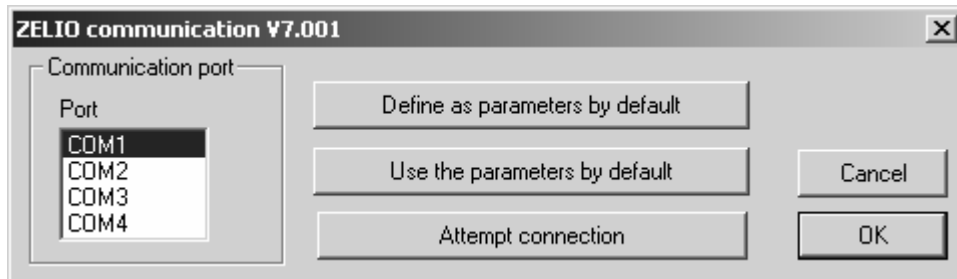 ZELIO communication V7.001
Communication port
Port
COM1
COM2
COM3
COM4
Define as parameters by default
Use the parameters by default
Attempt connection
Cancel
OK